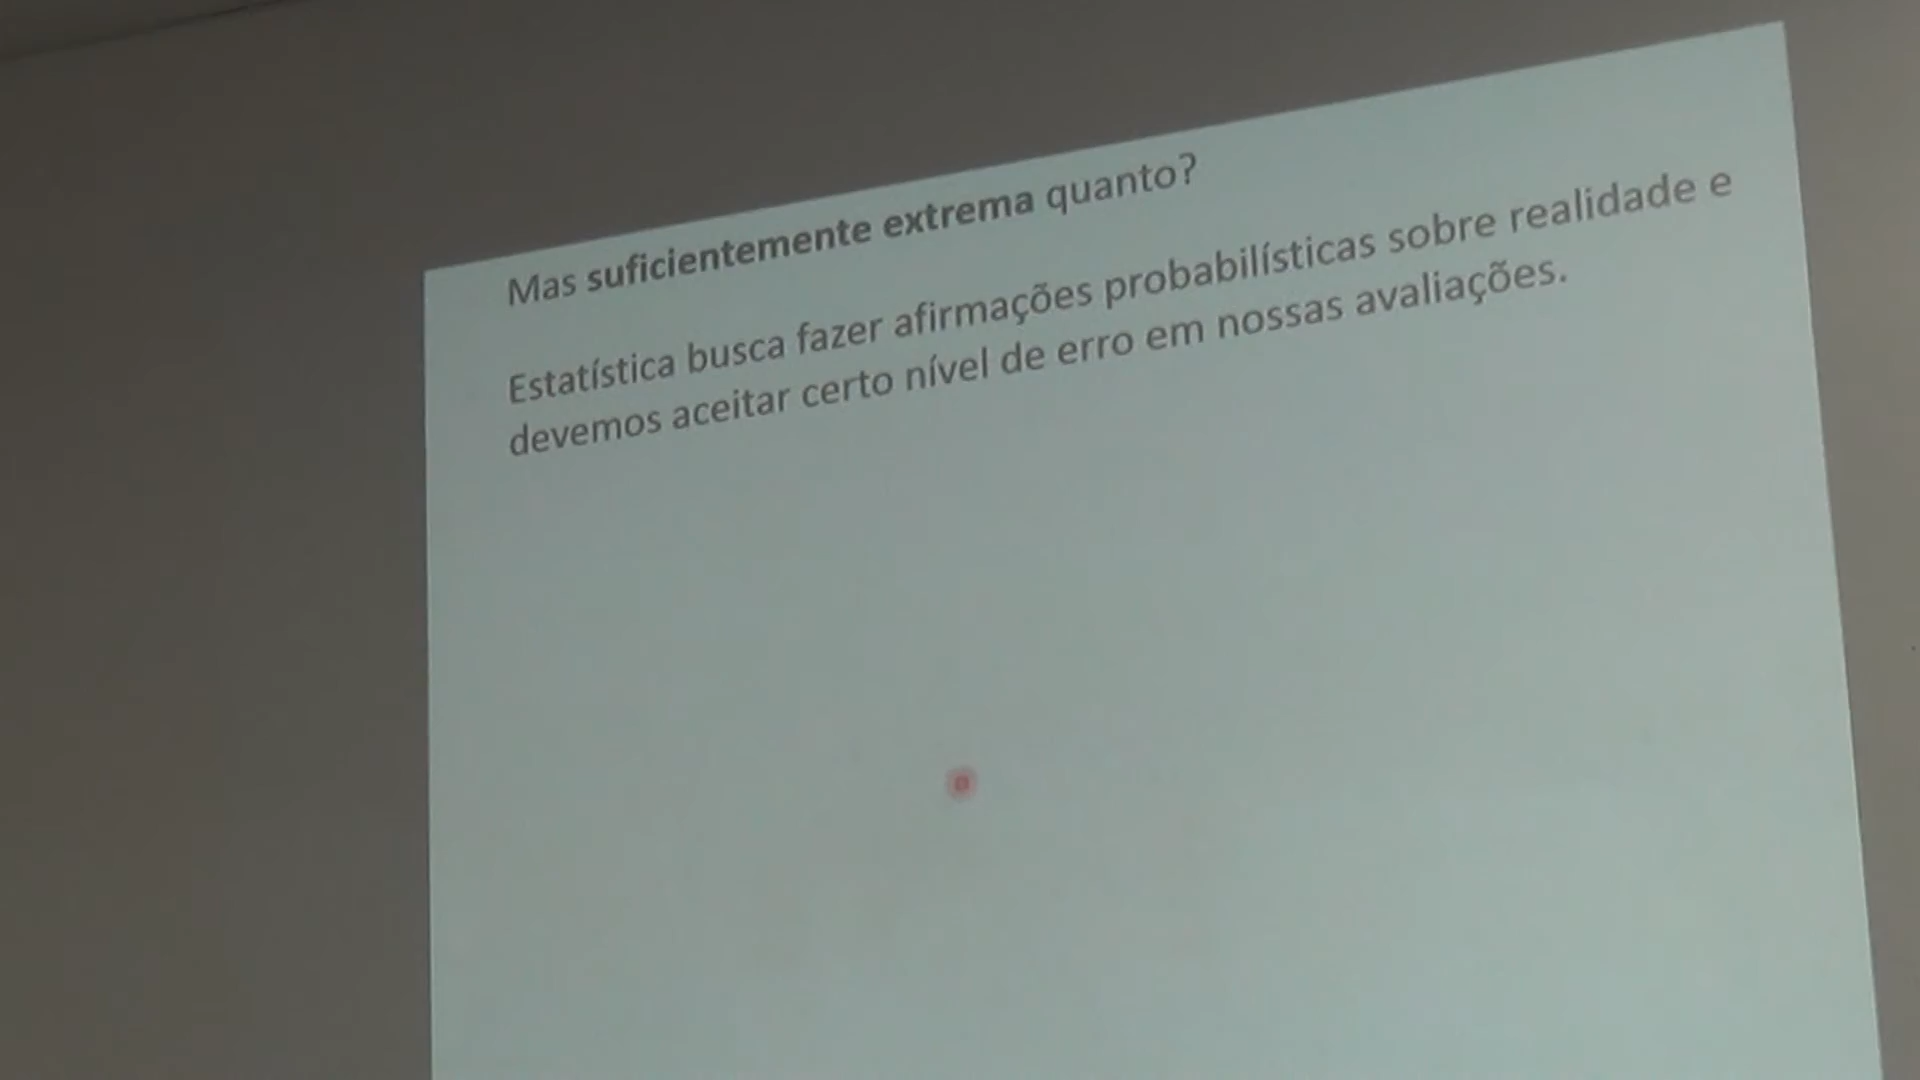 Mas suficientemente extrema quanto?
Estatística busca fazer afirmações probabilísticas sobre realidade e
devemos aceitar certo nível de erro em nossas avaliações.